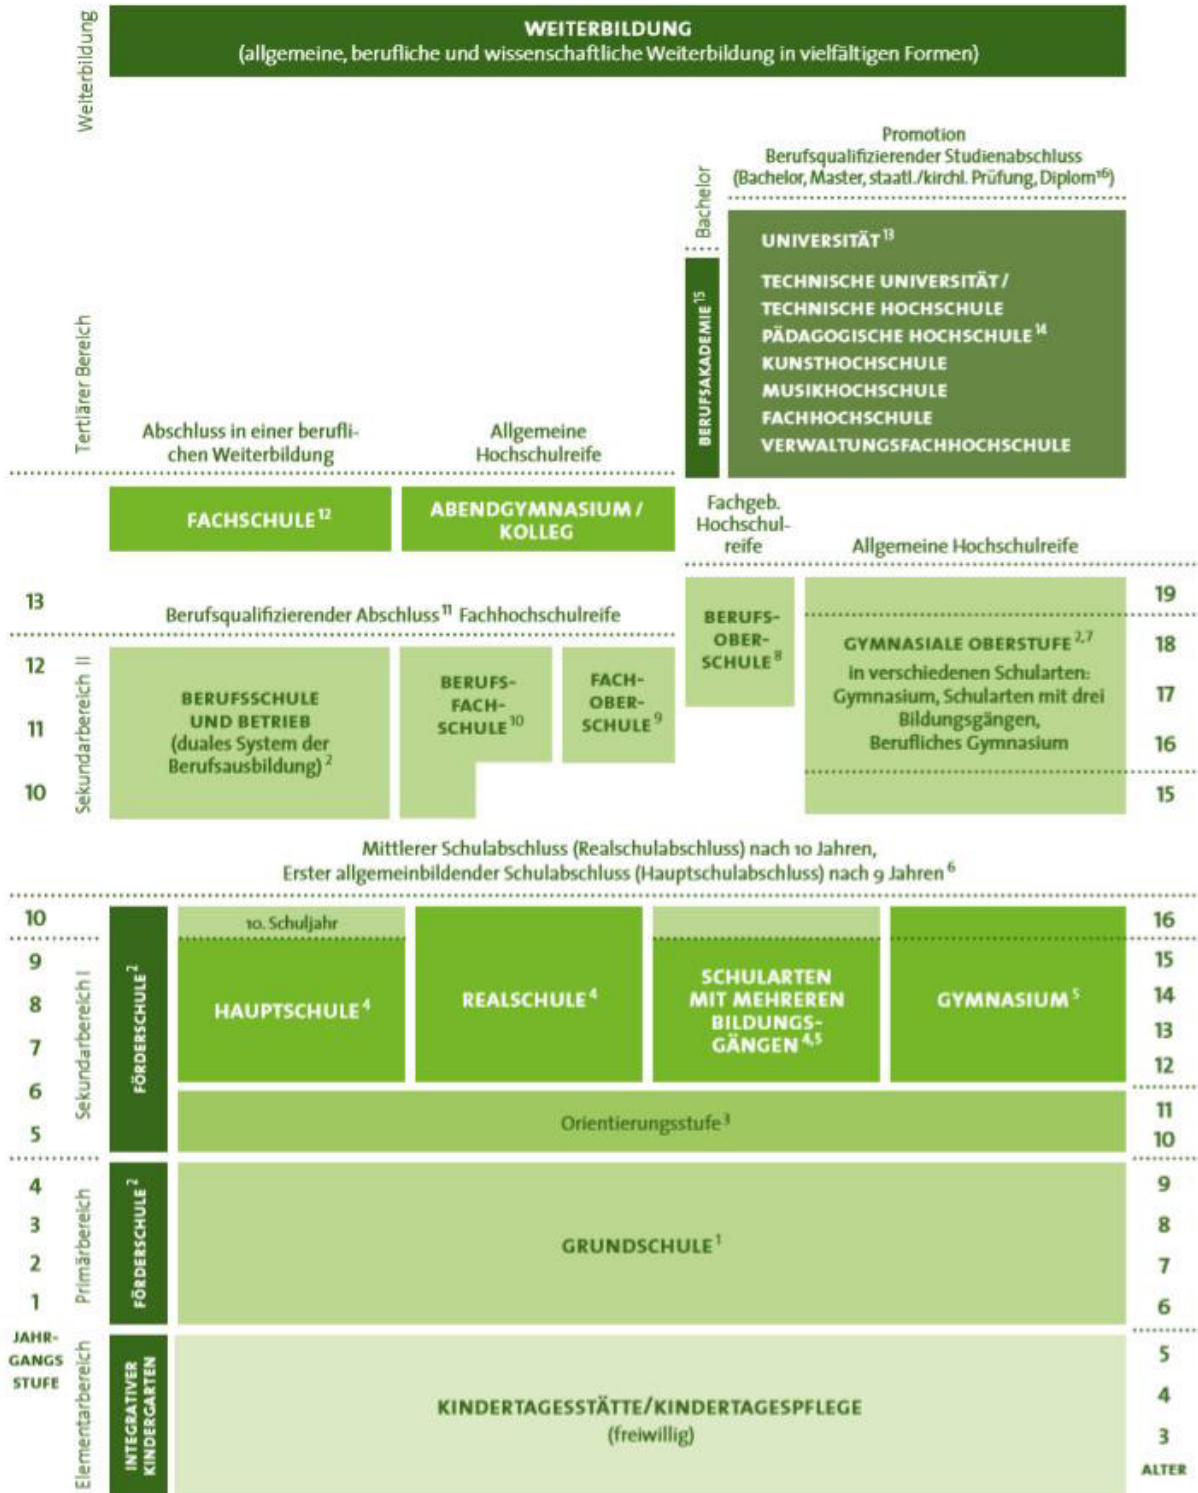 Weiterbildung
WEITERBILDUNG
(allgemeine, berufliche und wissenschaftliche Weiterbildung in vielfältigen Formen)
Tertiärer Bereich
Promotion
Berufsqualifizierender Studienabschluss
(Bachelor, Master, staatl./kirchl. Prüfung, Diplom¹⁶)
Bachelor
BERUFSAKADEMIE¹⁵
UNIVERSITÄT¹³
TECHNISCHE UNIVERSITÄT /
TECHNISCHE HOCHSCHULE
PÄDAGOGISCHE HOCHSCHULE¹⁴
KUNSTHOCHSCHULE
MUSIKHOCHSCHULE
FACHHOCHSCHULE
VERWALTUNGSFACHHOCHSCHULE
Abschluss in einer berufli-
chen Weiterbildung
Allgemeine
Hochschulreife
FACHSCHULE¹²
ABENDGYMNASIUM /
KOLLEG
Fachgeb.
Hochschul-
reife
Allgemeine Hochschulreife
13
Berufsqualifizierender Abschluss¹¹ Fachhochschulreife
19
18
17
16
15
12
11
10
Sekundarbereich II
BERUFSSCHULE
UND BETRIEB
(duales System der
Berufsausbildung)²
BERUFS-
FACH-
SCHULE¹⁰
FACH-
OBER-
SCHULE⁹
BERUFS-
OBER-
SCHULE⁸
GYMNASIALE OBERSTUFE²,⁷
in verschiedenen Schularten:
Gymnasium, Schularten mit drei
Bildungsgängen,
Berufliches Gymnasium
Mittlerer Schulabschluss (Realschulabschluss) nach 10 Jahren,
Erster allgemeinbildender Schulabschluss (Hauptschulabschluss) nach 9 Jahren⁶
10
9
8
7
6
5
Sekundarbereich I
FÖRDERSCHULE²
10. Schuljahr
HAUPTSCHULE⁴
REALSCHULE⁴
SCHULARTEN
MIT MEHREREN
BILDUNGS-
GÄNGEN⁴,⁵
GYMNASIUM⁵
16
15
14
13
12
11
10
Orientierungsstufe³
4
3
2
1
Primärbereich
FÖRDERSCHULE²
GRUNDSCHULE¹
9
8
7
6
JAHR-
GANGS
STUFE
Elementarbereich
INTEGRATIVER
KINDERGARTEN
KINDERTAGESSTÄTTE/KINDERTAGESPFLEGE
(freiwillig)
5
4
3
ALTER